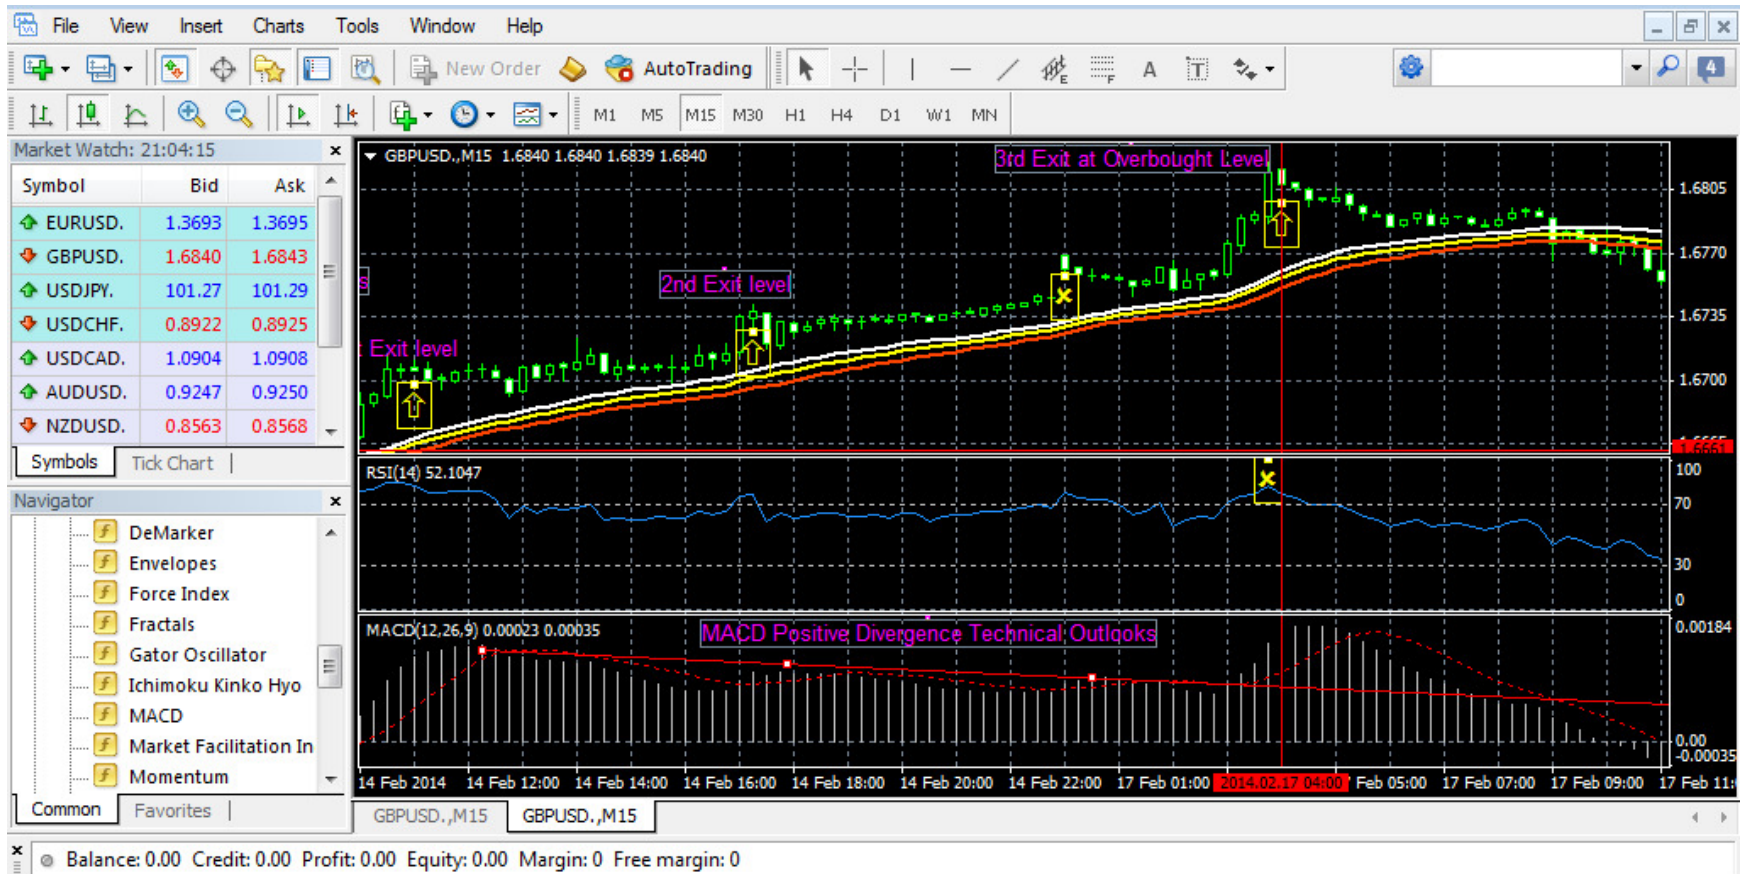 File View Insert Charts Tools Window Help
4
New Order AutoTrading E F A T
M1 M5 M15 M30 H1 H4 D1 W1 MN
Market Watch: 21:04:15
Symbol Bid Ask
EURUSD. 1.3693 1.3695
GBPUSD. 1.6840 1.6843
USDJPY. 101.27 101.29
USDCHF. 0.8922 0.8925
USDCAD. 1.0904 1.0908
AUDUSD. 0.9247 0.9250
NZDUSD. 0.8563 0.8568
Symbols Tick Chart
Navigator
DeMarker
Envelopes
Force Index
Fractals
Gator Oscillator
Ichimoku Kinko Hyo
MACD
Market Facilitation In
Momentum
Common Favorites
GBPUSD.,M15 1.6840 1.6840 1.6839 1.6840
3rd Exit at Overbought Level
2nd Exit level
s
Exit level
1.6805
1.6770
1.6735
1.6700
1.6665
1.6661
RSI(14) 52.1047
100
70
30
0
MACD(12,26,9) 0.00023 0.00035
MACD Positive Divergence Technical Outlooks
0.00184
0.00
-0.00035
14 Feb 2014 14 Feb 12:00 14 Feb 14:00 14 Feb 16:00 14 Feb 18:00 14 Feb 20:00 14 Feb 22:00 17 Feb 01:00 2014.02.17 04:00 Feb 05:00 17 Feb 07:00 17 Feb 09:00 17 Feb 11:
GBPUSD.,M15 GBPUSD.,M15
Balance: 0.00 Credit: 0.00 Profit: 0.00 Equity: 0.00 Margin: 0 Free margin: 0